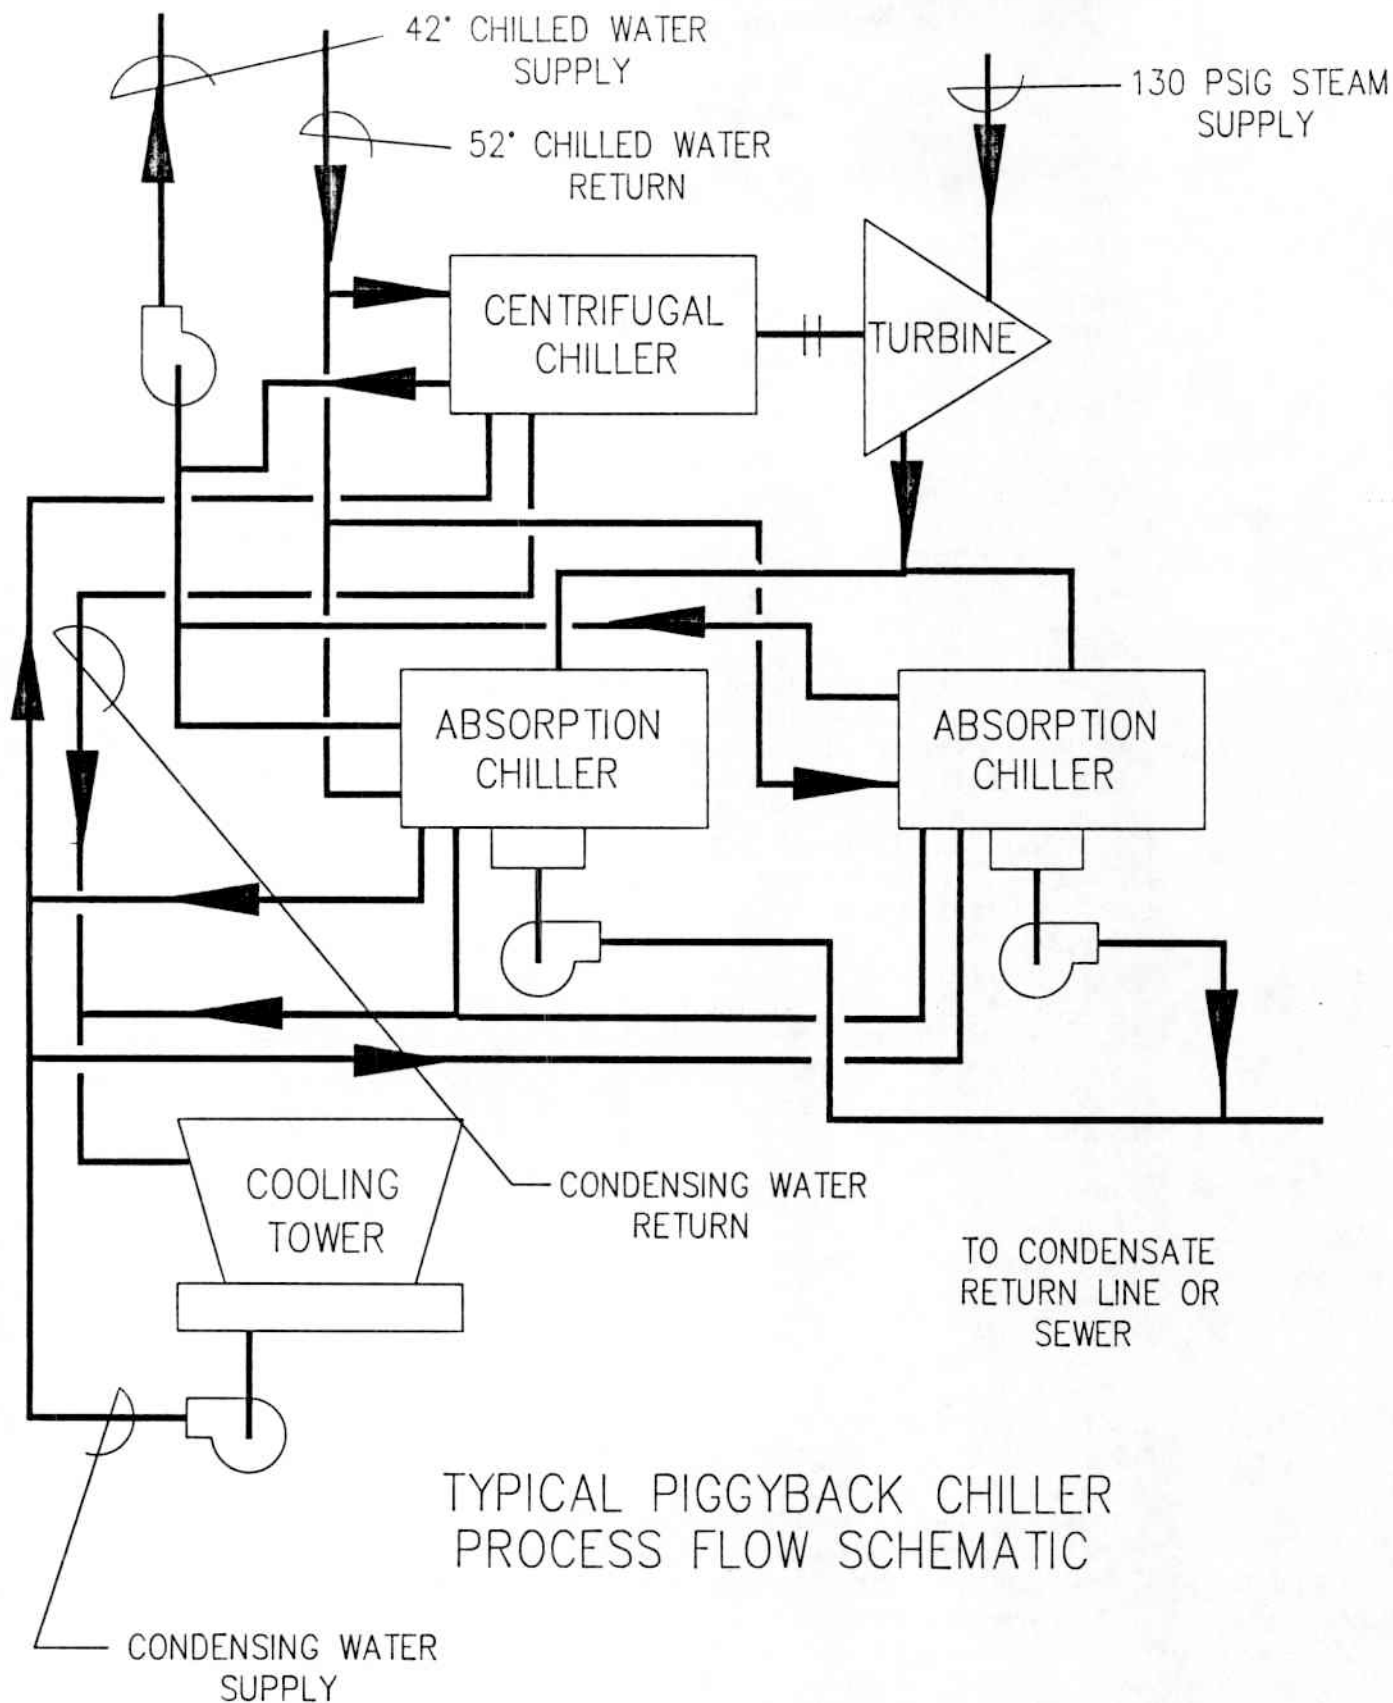 42° CHILLED WATER
SUPPLY
130 PSIG STEAM
SUPPLY
52° CHILLED WATER
RETURN
CENTRIFUGAL
CHILLER
TURBINE
ABSORPTION
CHILLER
ABSORPTION
CHILLER
COOLING
TOWER
CONDENSING WATER
RETURN
TO CONDENSATE
RETURN LINE OR
SEWER
TYPICAL PIGGYBACK CHILLER
PROCESS FLOW SCHEMATIC
CONDENSING WATER
SUPPLY